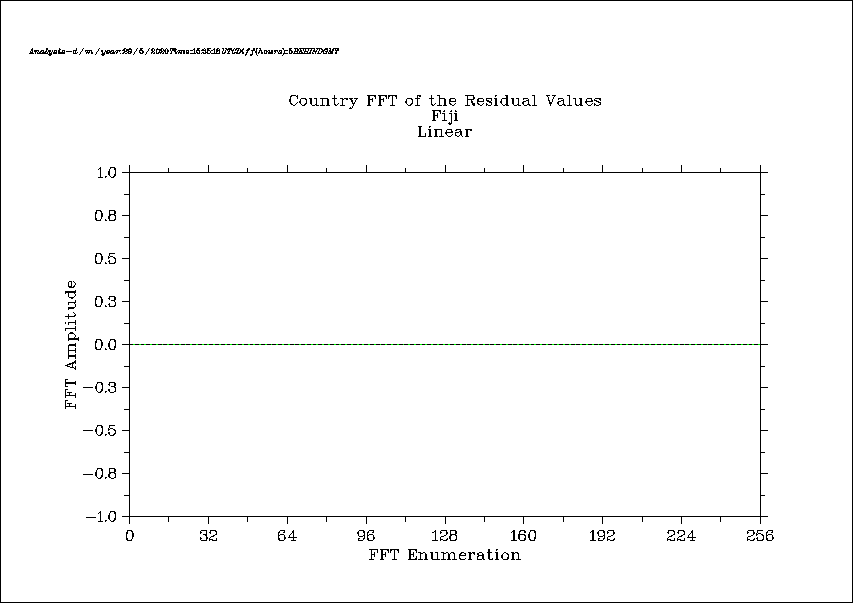 Country FFT of the Residual Values
Fiji
Linear
1.0
0.8
0.5
0.3
0.0
−0.3
−0.5
−0.8
−1.0
FFT Amplitude
0 32 64 96 128 160 192 224 256
FFT Enumeration